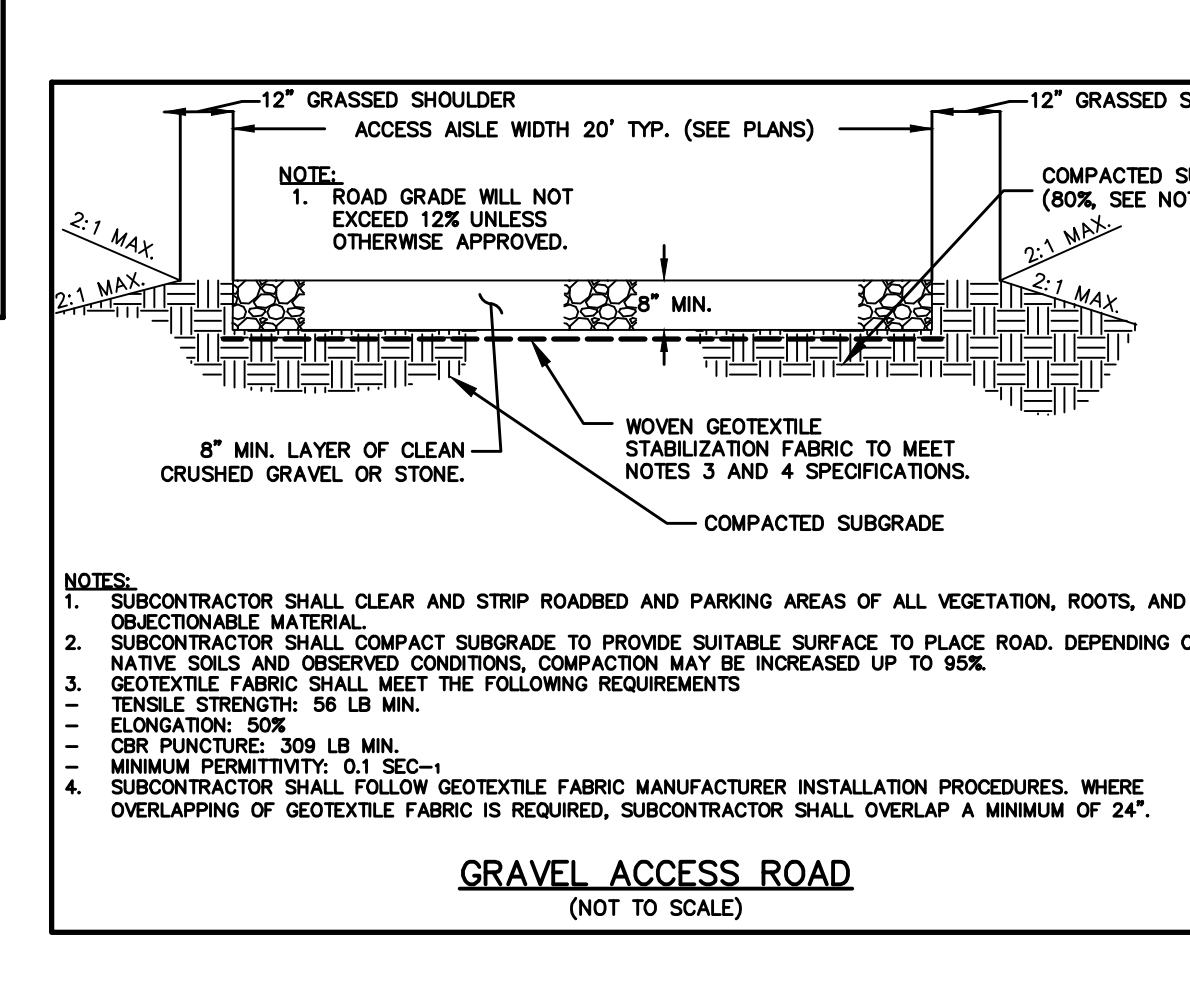 12" GRASSED SHOULDER
12" GRASSED
ACCESS AISLE WIDTH 20' TYP. (SEE PLANS)
NOTE:
1. ROAD GRADE WILL NOT
EXCEED 12% UNLESS
OTHERWISE APPROVED.
COMPACTED
(80%, SEE
2:1 MAX.
2:1 MAX.
2:1 MAX.
2:1 MAX.
8" MIN.
WOVEN GEOTEXTILE
STABILIZATION FABRIC TO MEET
NOTES 3 AND 4 SPECIFICATIONS.
8" MIN. LAYER OF CLEAN
CRUSHED GRAVEL OR STONE.
COMPACTED SUBGRADE
NOTES:
1. SUBCONTRACTOR SHALL CLEAR AND STRIP ROADBED AND PARKING AREAS OF ALL VEGETATION, ROOTS, AND
OBJECTIONABLE MATERIAL.
2. SUBCONTRACTOR SHALL COMPACT SUBGRADE TO PROVIDE SUITABLE SURFACE TO PLACE ROAD. DEPENDING
NATIVE SOILS AND OBSERVED CONDITIONS, COMPACTION MAY BE INCREASED UP TO 95%.
3. GEOTEXTILE FABRIC SHALL MEET THE FOLLOWING REQUIREMENTS
– TENSILE STRENGTH: 56 LB MIN.
– ELONGATION: 50%
– CBR PUNCTURE: 309 LB MIN.
– MINIMUM PERMITTIVITY: 0.1 SEC-1
4. SUBCONTRACTOR SHALL FOLLOW GEOTEXTILE FABRIC MANUFACTURER INSTALLATION PROCEDURES. WHERE
OVERLAPPING OF GEOTEXTILE FABRIC IS REQUIRED, SUBCONTRACTOR SHALL OVERLAP A MINIMUM OF 24".
GRAVEL ACCESS ROAD
(NOT TO SCALE)